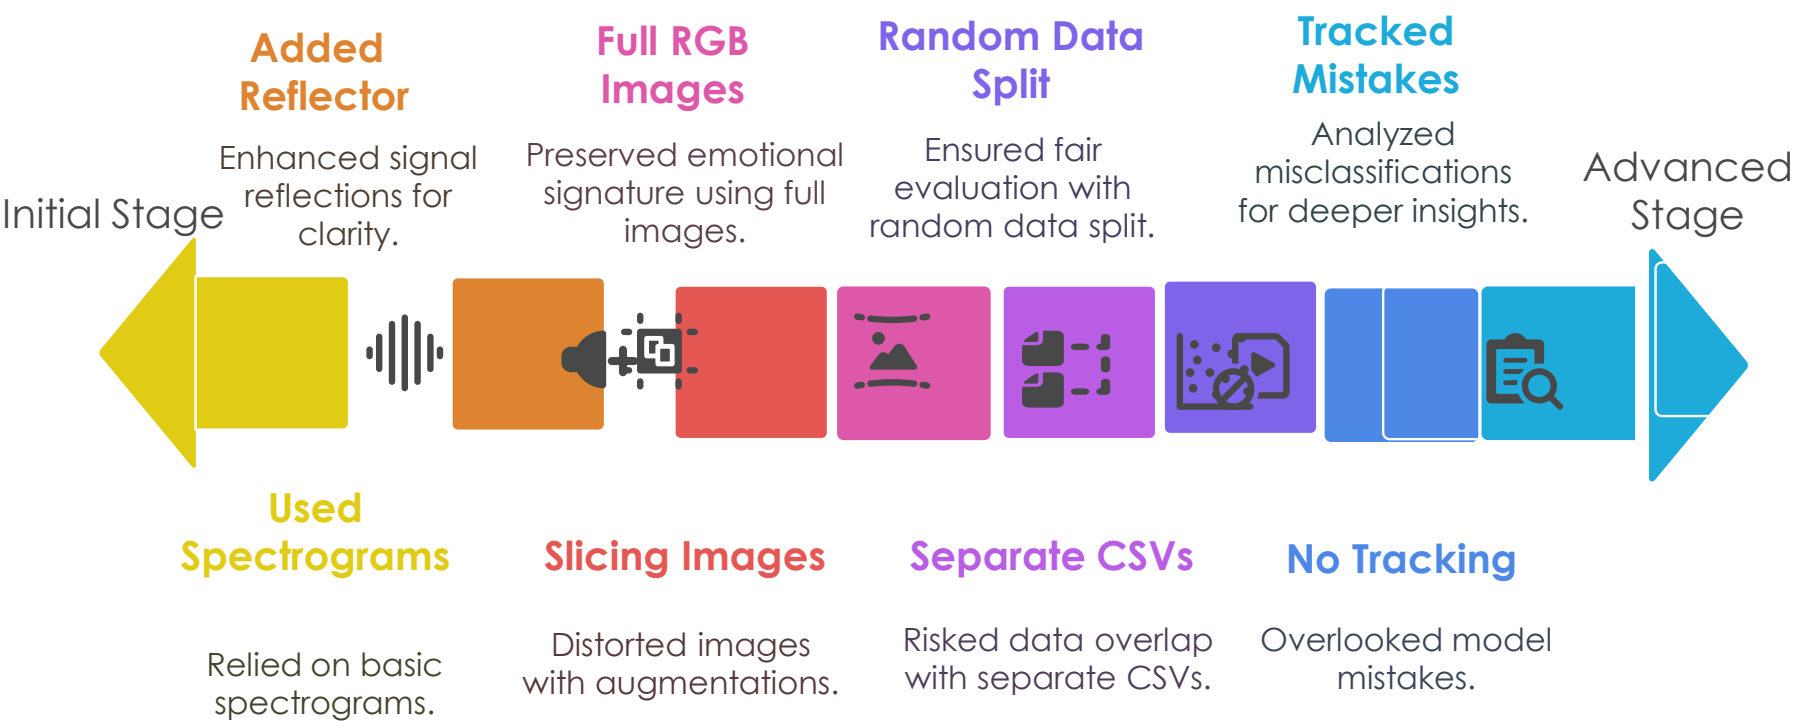 Added
Reflector
Enhanced signal
reflections for
clarity.
Full RGB
Images
Preserved emotional
signature using full
images.
Random Data
Split
Ensured fair
evaluation with
random data split.
Tracked
Mistakes
Analyzed
misclassifications
for deeper insights.
Initial Stage
Advanced
Stage
Used
Spectrograms
Relied on basic
spectrograms.
Slicing Images
Distorted images
with augmentations.
Separate CSVs
Risked data overlap
with separate CSVs.
No Tracking
Overlooked model
mistakes.